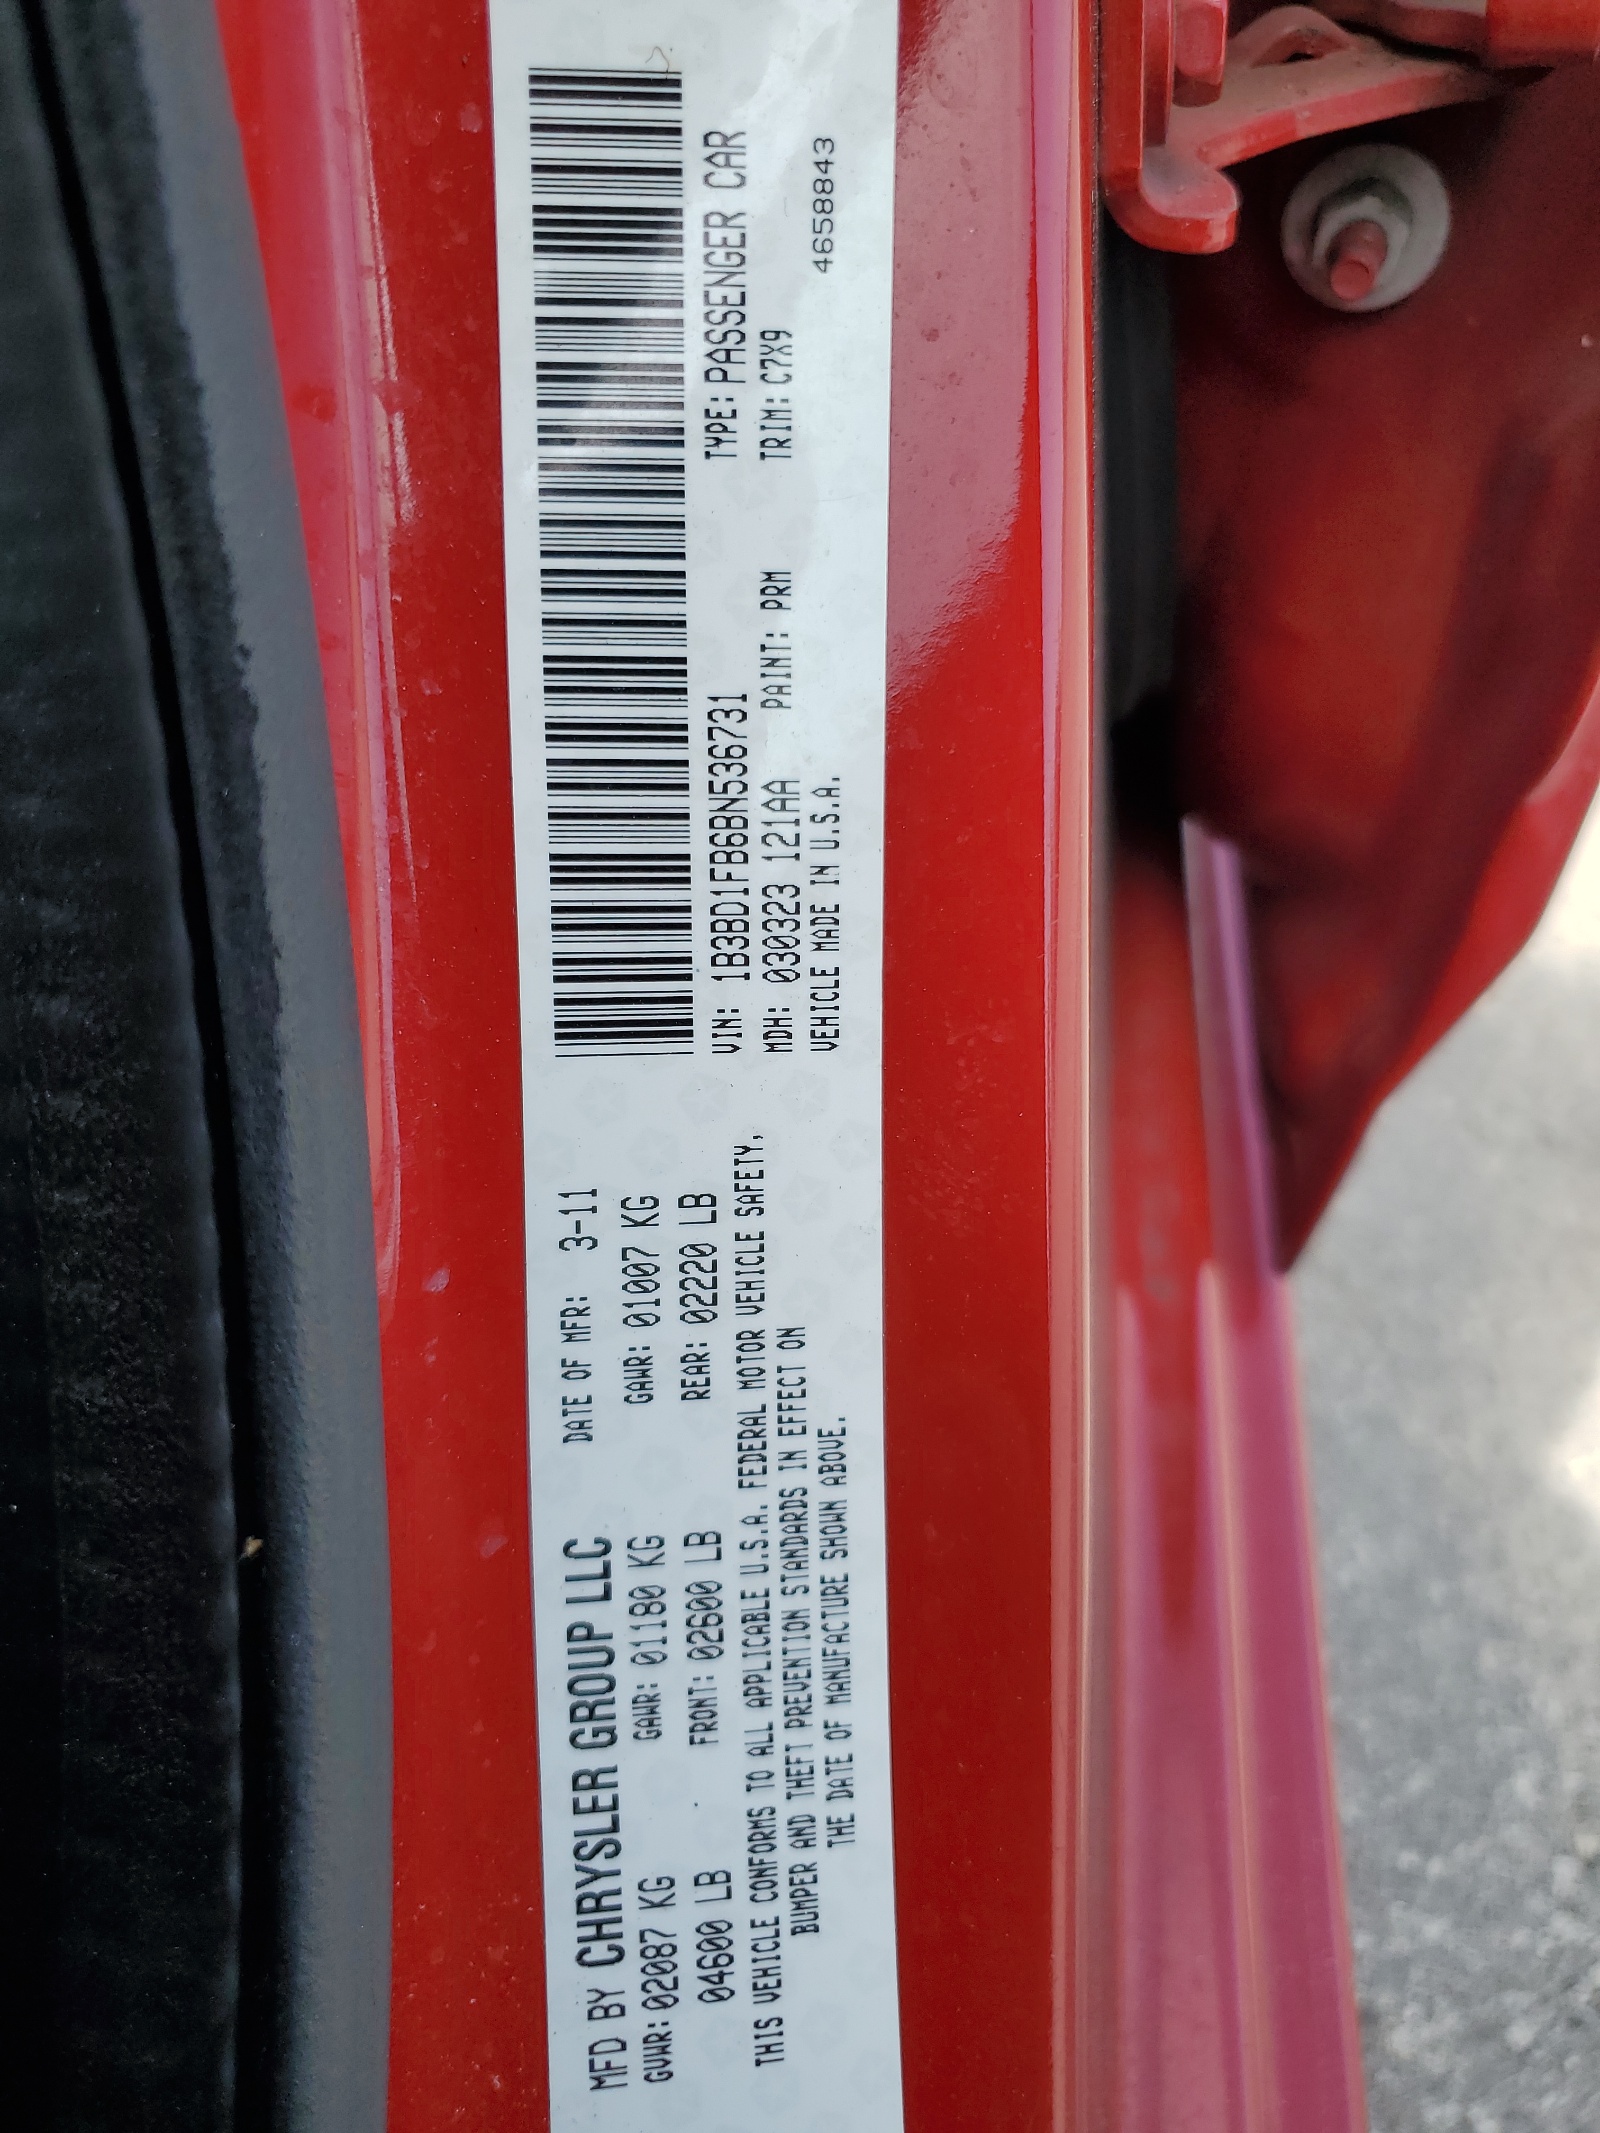 MFD BY CHRYSLER GROUP LLC DATE OF MFR: 3-11
GVWR: 02087 KG GAWR: 01180 KG GAWR: 01007 KG
04600 LB FRONT: 02600 LB REAR: 02220 LB
THIS VEHICLE CONFORMS TO ALL APPLICABLE U.S.A. FEDERAL MOTOR VEHICLE SAFETY,
BUMPER AND THEFT PREVENTION STANDARDS IN EFFECT ON
THE DATE OF MANUFACTURE SHOWN ABOVE.
VIN: 1B3BD1FB6BN536731 TYPE: PASSENGER CAR
MDH: 030323 121AA PAINT: PRM TRIM: C7X9
VEHICLE MADE IN U.S.A. 4658843